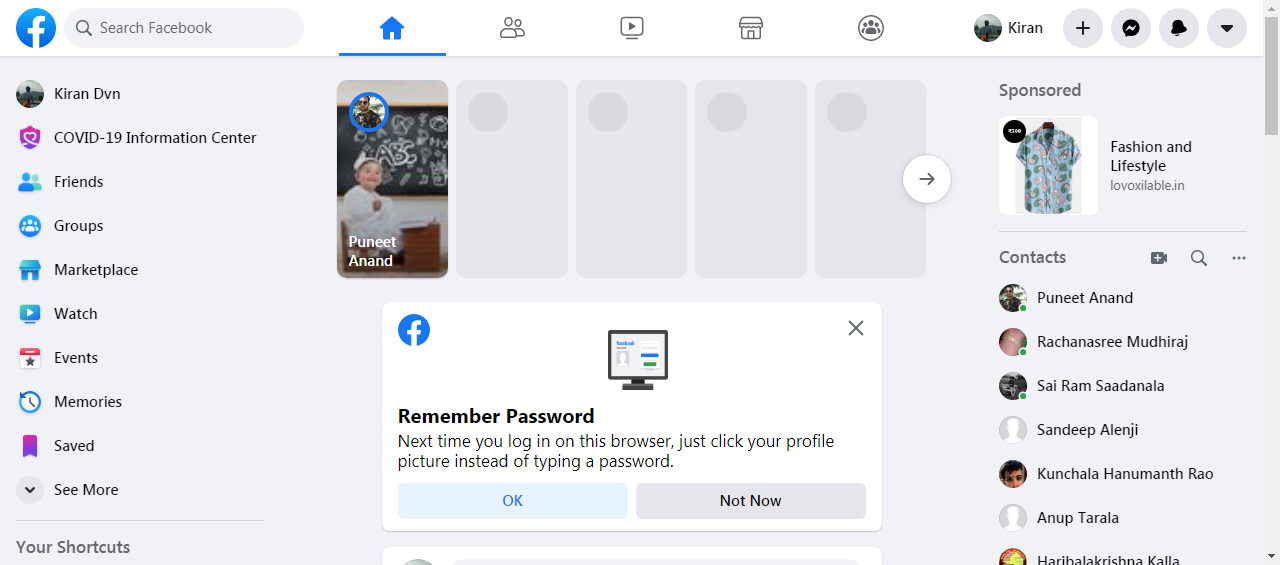 Search Facebook
Kiran
Kiran Dvn
COVID-19 Information Center
Friends
Groups
Marketplace
Watch
Events
Memories
Saved
See More
Your Shortcuts
ABC
Puneet
Anand
facebook
Remember Password
Next time you log in on this browser, just click your profile
picture instead of typing a password.
OK
Not Now
Sponsored
₹399
Fashion and
Lifestyle
lovoxilable.in
Contacts
Puneet Anand
Rachanasree Mudhiraj
Sai Ram Saadanala
Sandeep Alenji
Kunchala Hanumanth Rao
Anup Tarala
Haribalakrishna Kalla